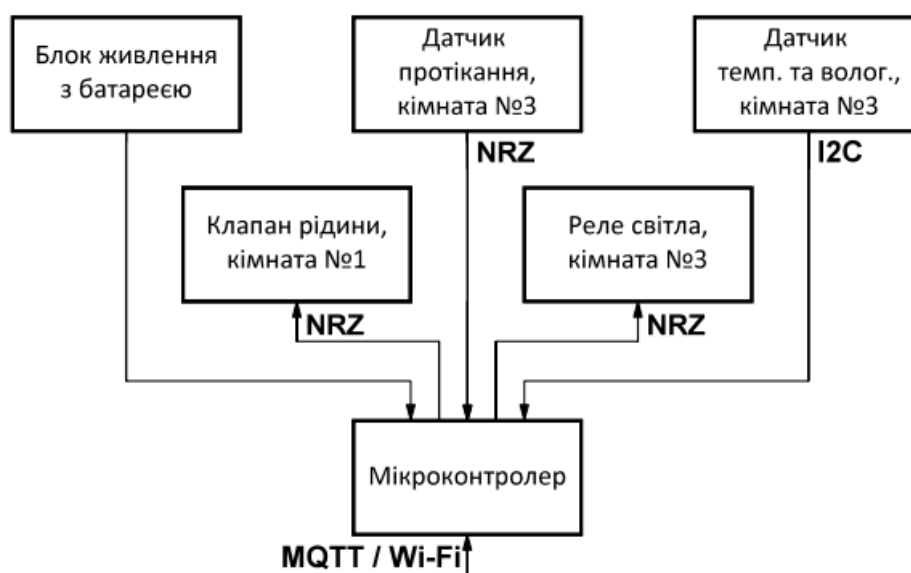 Блок живлення
з батареєю
Датчик
протікання,
кімната №3
Датчик
темп. та волог.,
кімната №3
NRZ
I2C
Клапан рідини,
кімната №1
Реле світла,
кімната №3
NRZ
NRZ
Мікроконтролер
MQTT / Wi-Fi